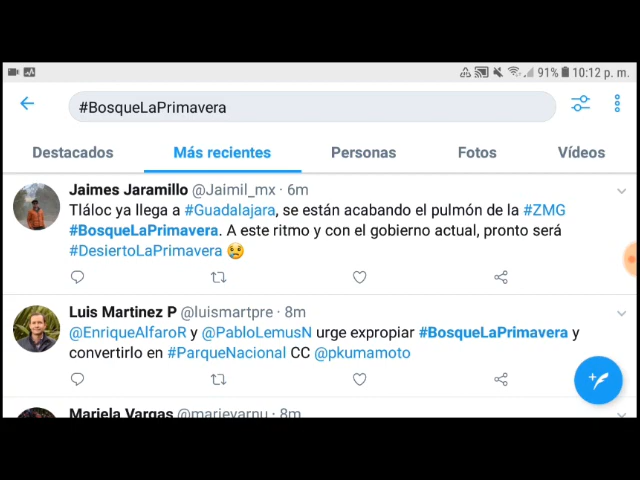 91% 10:12 p. m.
#BosqueLaPrimavera
Destacados Más recientes Personas Fotos Vídeos
Jaimes Jaramillo @Jaimil_mx · 6m
Tláloc ya llega a #Guadalajara, se están acabando el pulmón de la #ZMG
#BosqueLaPrimavera. A este ritmo y con el gobierno actual, pronto será
#DesiertoLaPrimavera 😢
Luis Martinez P @luismartpre · 8m
@EnriqueAlfaroR y @PabloLemusN urge expropiar #BosqueLaPrimavera y
convertirlo en #ParqueNacional CC @pkumamoto
Mariela Vargas · 8m